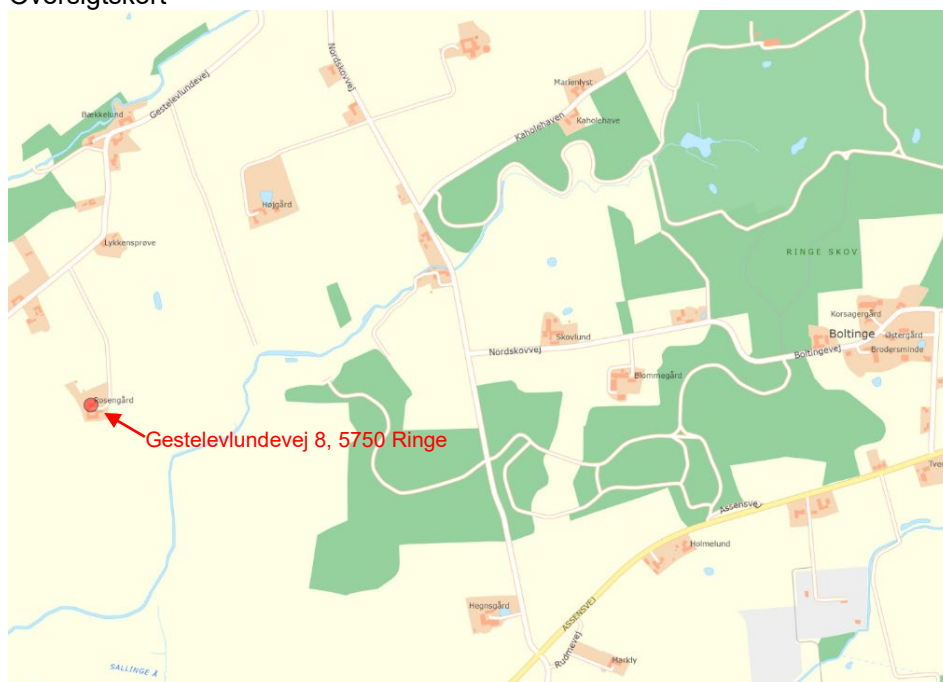 Oversigtskort
Nordskovvej
Marienlyst
Gestelevlundevej
Bækkelund
Kaholehaven
Kaholehave
Højgård
Lykkensprøve
RINGE SKOV
Korsagergård
Skovlund
Boltinge
Østergård
Nordskovvej
Boltingevej
Brodersminde
Blommegård
Rosengård
Gestelevlundevej 8, 5750 Ringe
Assensvej
Holmelund
Hegnsgård
ASSENSVEJ
Rudmevej
Markly
SALLINGE Å